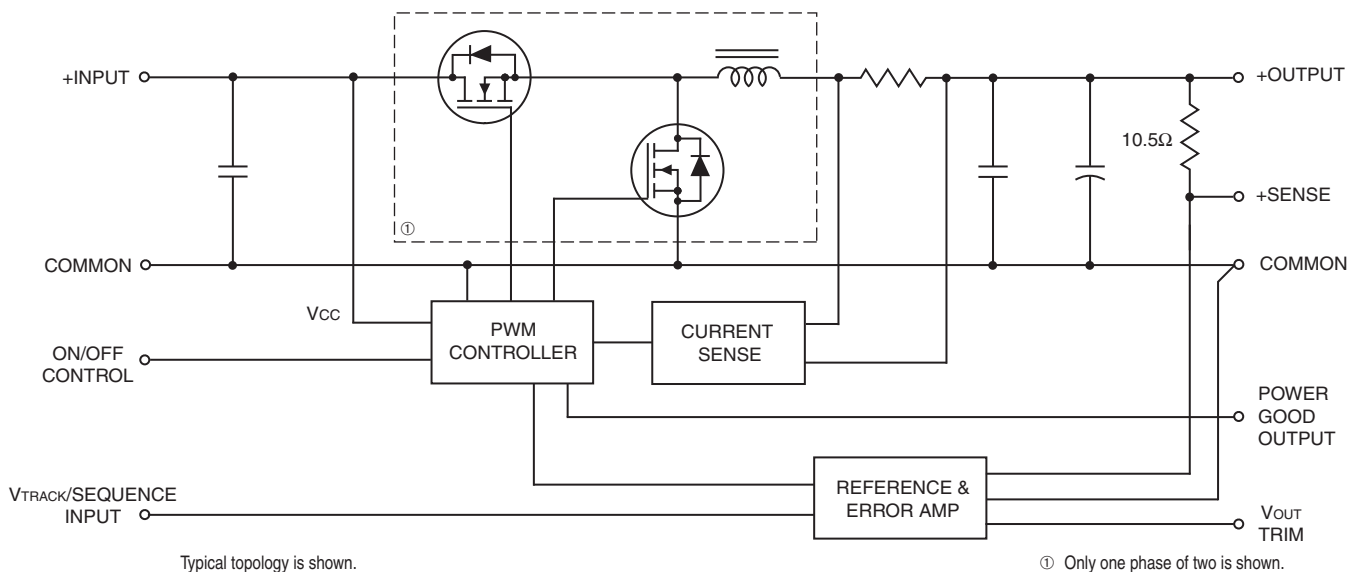 +INPUT
+OUTPUT
10.5Ω
+SENSE
①
COMMON
COMMON
VCC
PWM
CONTROLLER
CURRENT
SENSE
ON/OFF
CONTROL
POWER
GOOD
OUTPUT
VTRACK/SEQUENCE
INPUT
REFERENCE &
ERROR AMP
VOUT
TRIM
Typical topology is shown.
① Only one phase of two is shown.